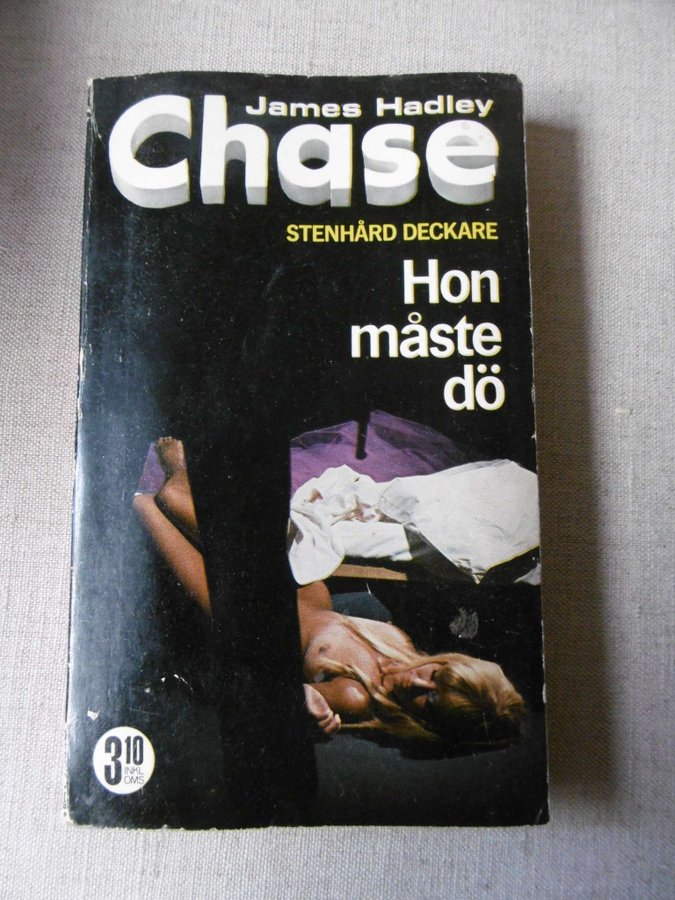 James Hadley
Chase
STENHÅRD DECKARE
Hon
måste
dö
3 10
INKL
OMS